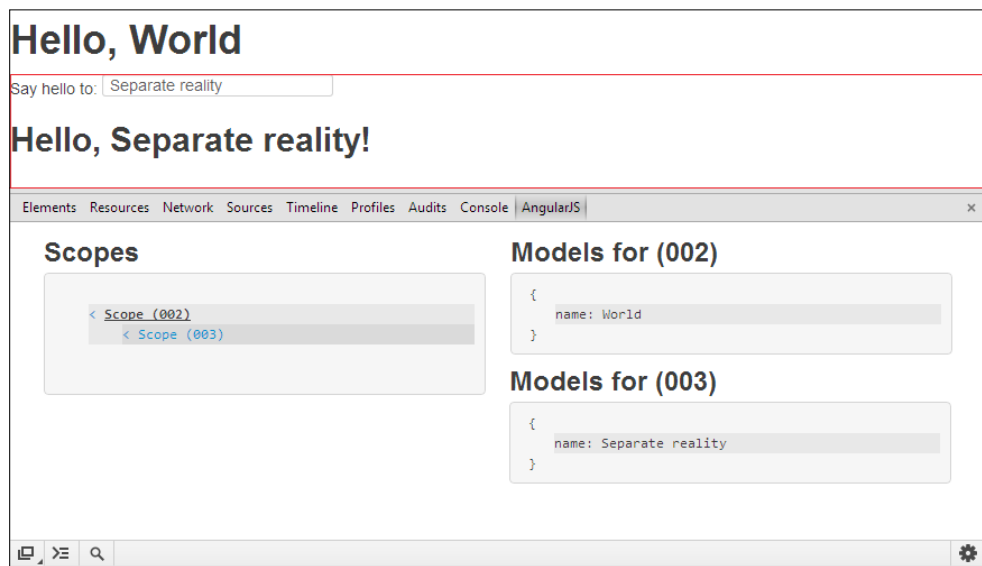 Hello, World
Say hello to: Separate reality
Hello, Separate reality!
Elements Resources Network Sources Timeline Profiles Audits Console AngularJS ×
Scopes
< Scope (002)
< Scope (003)
Models for (002)
{
name: World
}
Models for (003)
{
name: Separate reality
}